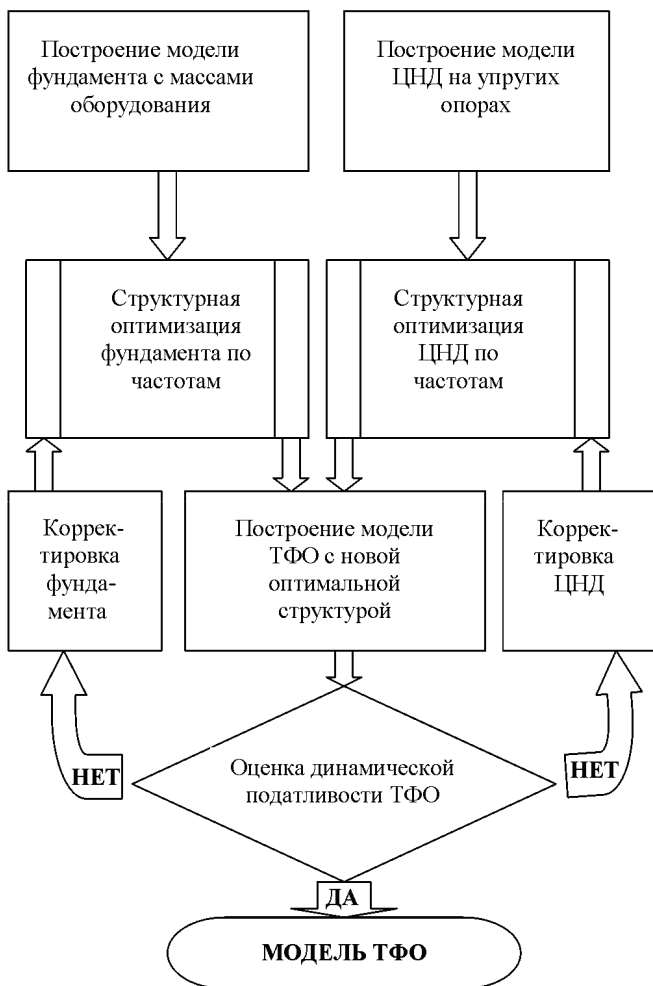 Построение модели
фундамента с массами
оборудования
Построение модели
ЦНД на упругих
опорах
Структурная
оптимизация
фундамента по
частотам
Структурная
оптимизация
ЦНД по
частотам
Коррек-
тировка
фунда-
мента
Построение модели
ТФО с новой
оптимальной
структурой
Коррек-
тировка
ЦНД
НЕТ
Оценка динамической
податливости ТФО
НЕТ
ДА
МОДЕЛЬ ТФО